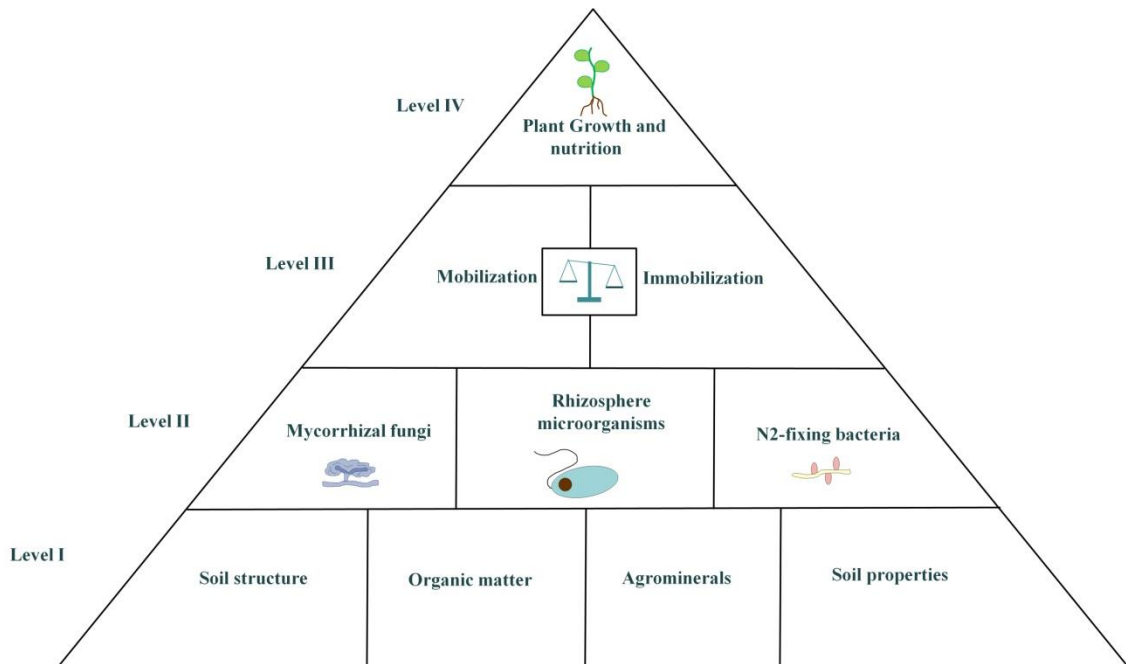 Level IV
Plant Growth and
nutrition
Level III
Mobilization
Immobilization
Level II
Mycorrhizal fungi
Rhizosphere
microorganisms
N2-fixing bacteria
Level I
Soil structure
Organic matter
Agrominerals
Soil properties